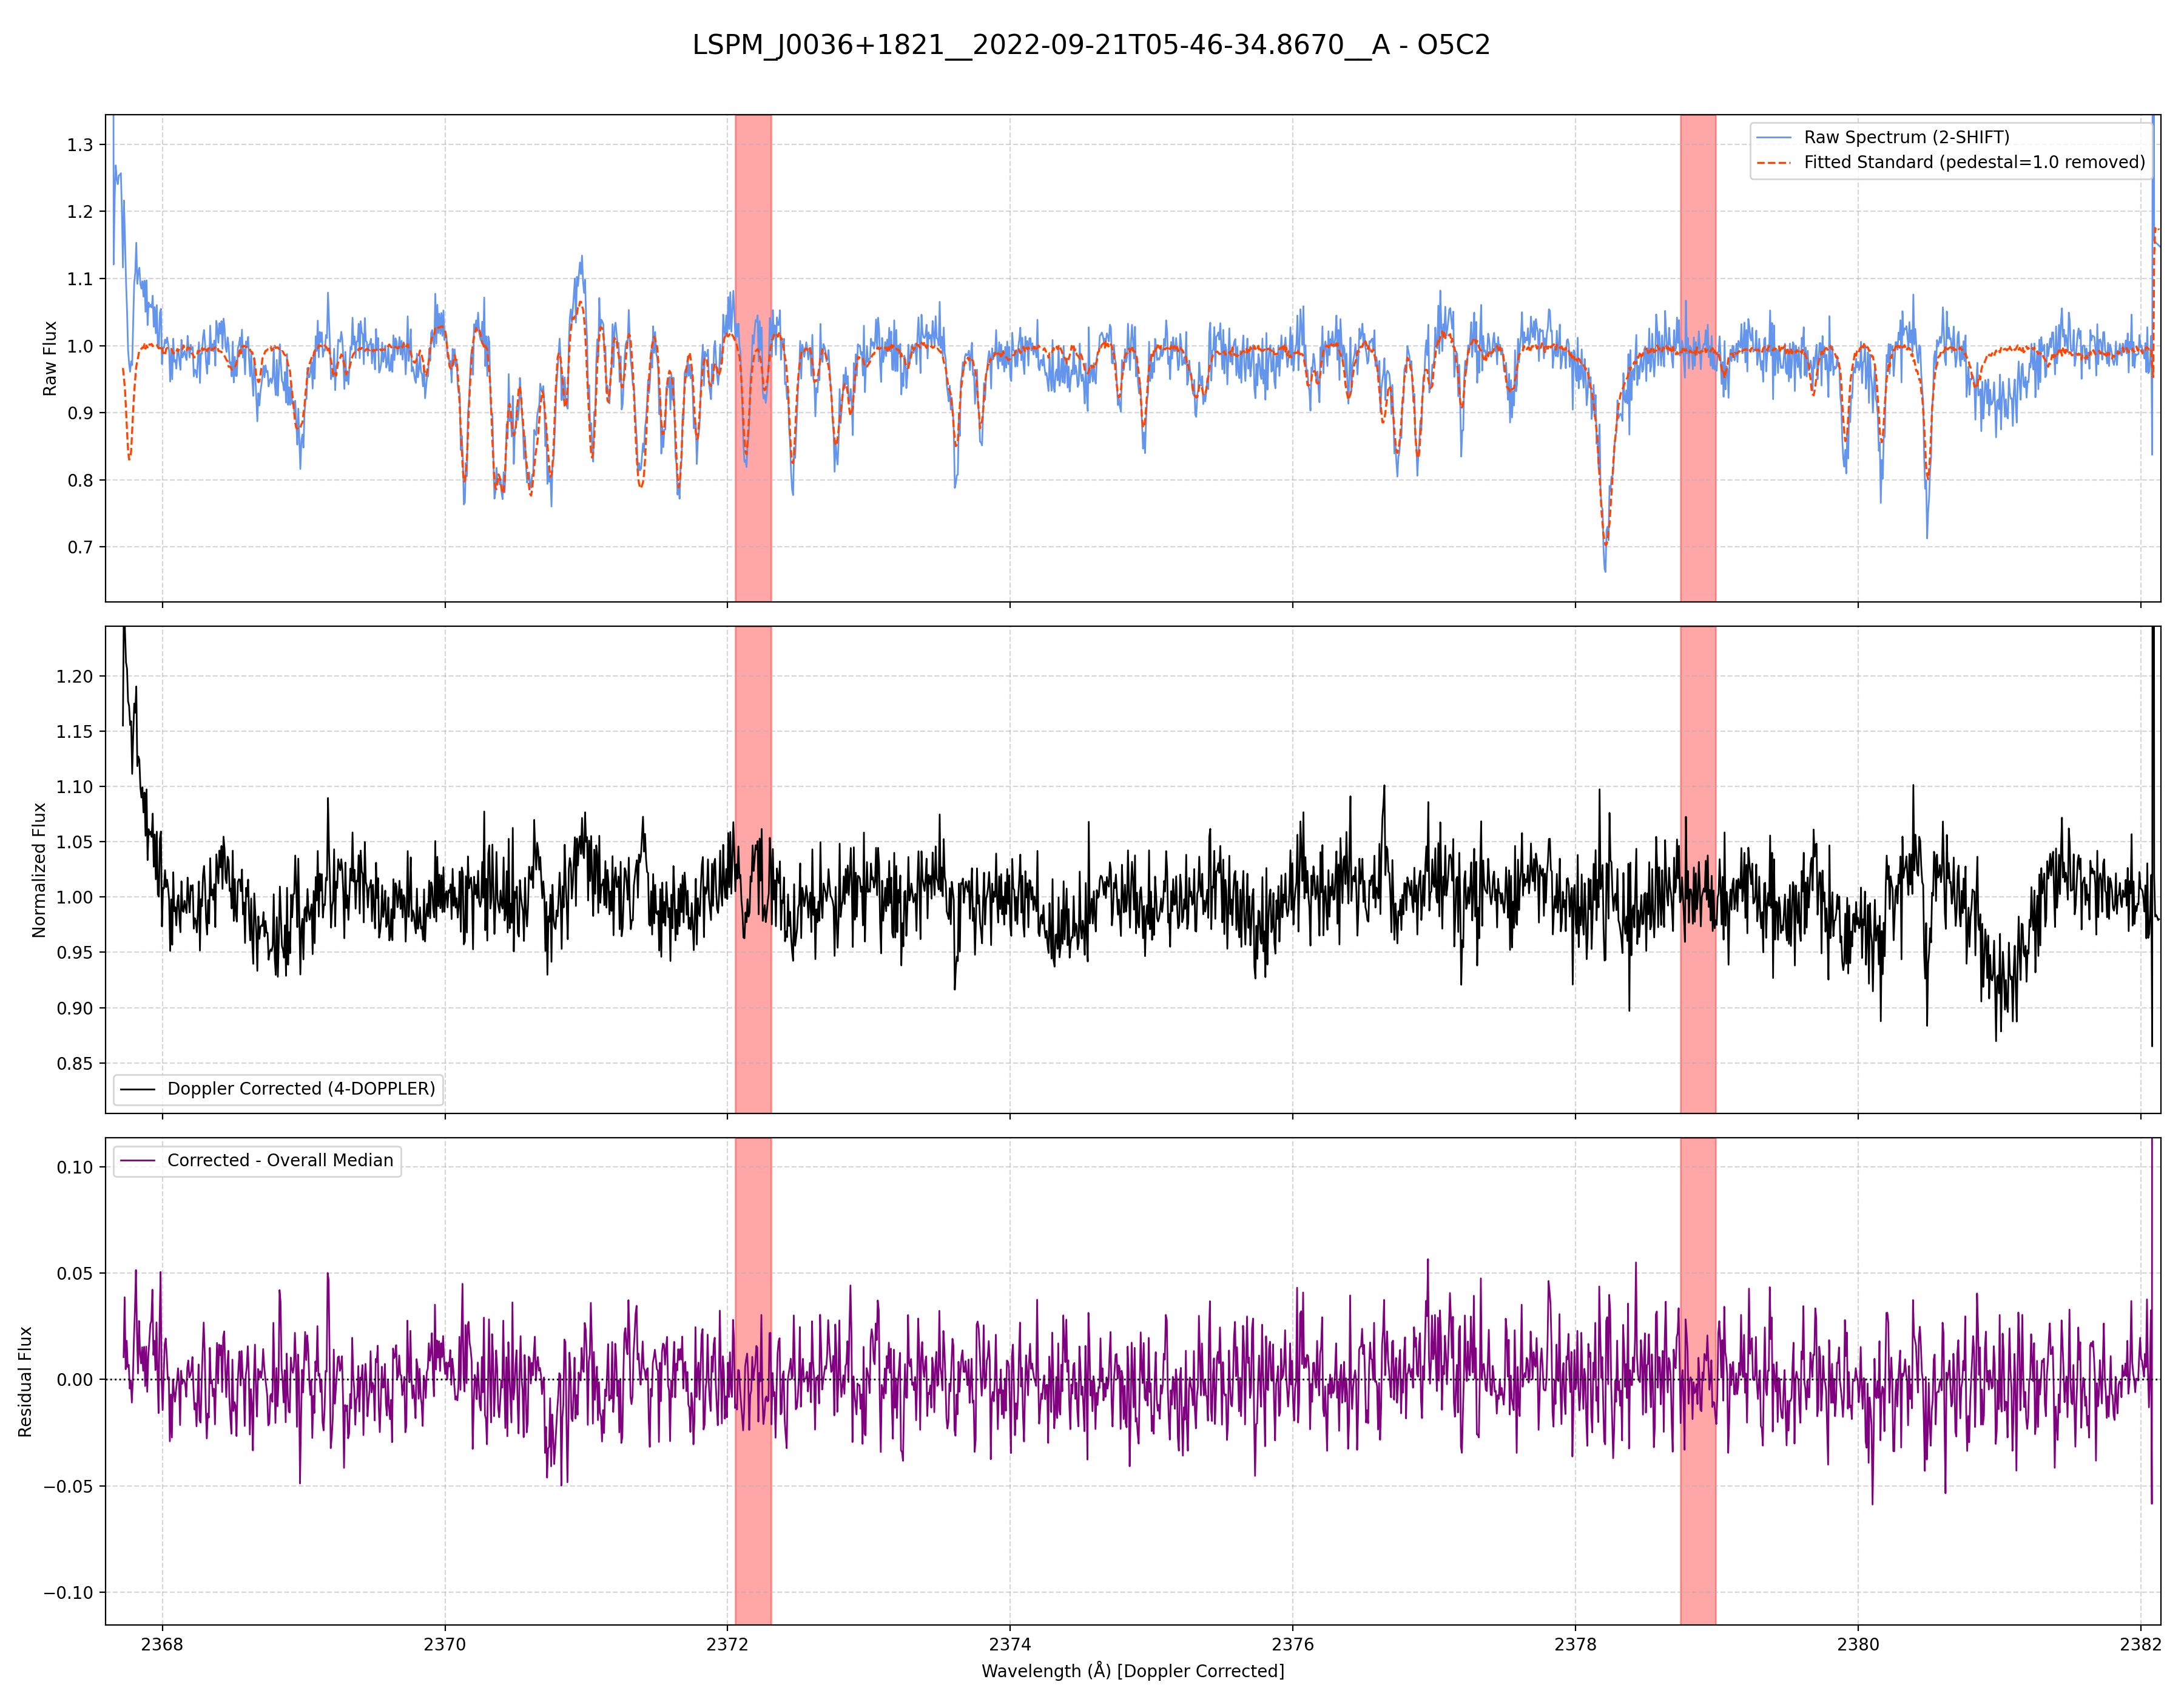 LSPM_J0036+1821__2022-09-21T05-46-34.8670__A - O5C2
Raw Flux
1.3
1.2
1.1
1.0
0.9
0.8
0.7
Raw Spectrum (2-SHIFT)
Fitted Standard (pedestal=1.0 removed)
Normalized Flux
1.20
1.15
1.10
1.05
1.00
0.95
0.90
0.85
Doppler Corrected (4-DOPPLER)
Residual Flux
0.10
0.05
0.00
−0.05
−0.10
Corrected - Overall Median
2368 2370 2372 2374 2376 2378 2380 2382
Wavelength (Å) [Doppler Corrected]